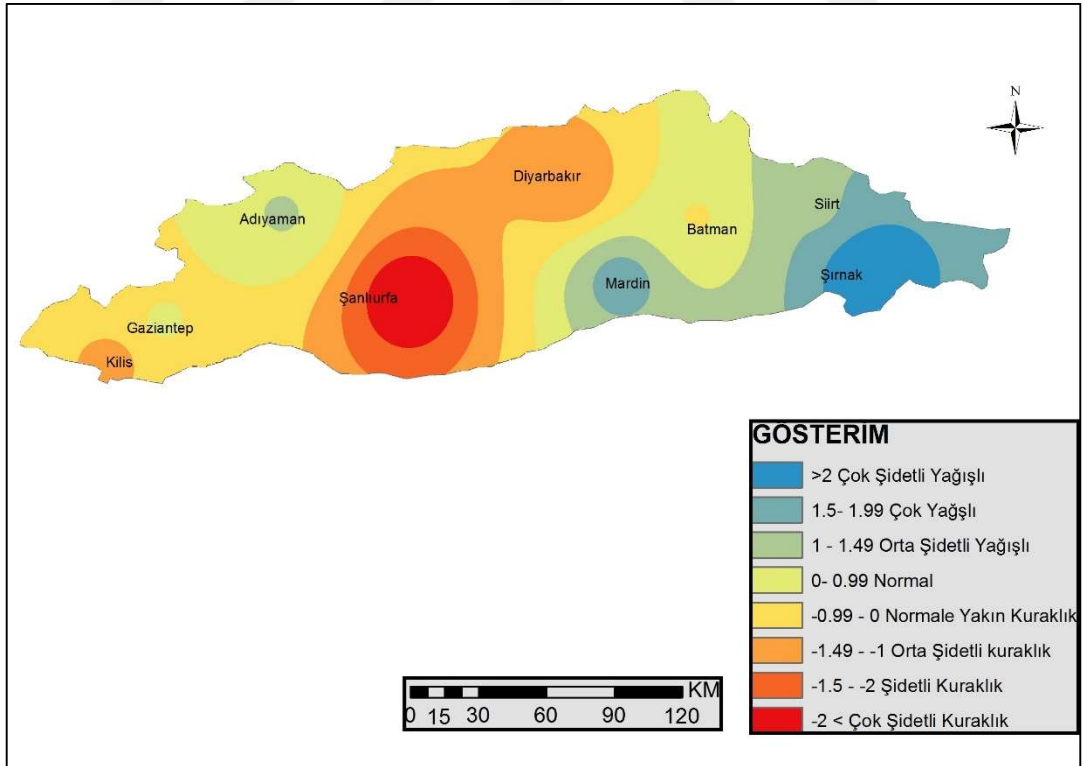 N
Diyarbakır
Adıyaman
Siirt
Batman
Şırnak
Mardin
Şanlıurfa
Gaziantep
Kilis
GÖSTERİM
>2 Çok Şidetli Yağışlı
1.5- 1.99 Çok Yağşlı
1 - 1.49 Orta Şidetli Yağışlı
0- 0.99 Normal
-0.99 - 0 Normale Yakın Kuraklık
-1.49 - -1 Orta Şidetli kuraklık
-1.5 - -2 Şidetli Kuraklık
-2 < Çok Şidetli Kuraklık
KM
0 15 30 60 90 120